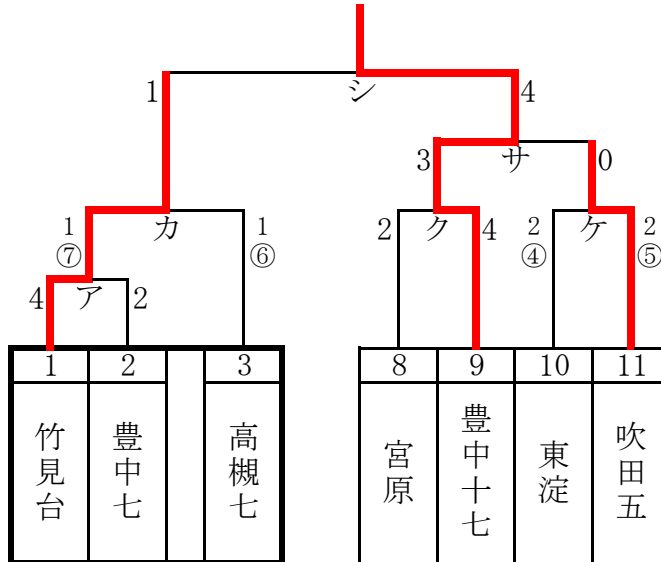 1 シ 4
3 サ 0
1 ⑦ カ 1 ⑥ 2 ク 4 2 ④ ケ 2 ⑤
4 ア 2
1 2 3 8 9 10 11
竹見台
豊中七
高槻七
宮原
豊中十七
東淀
吹田五